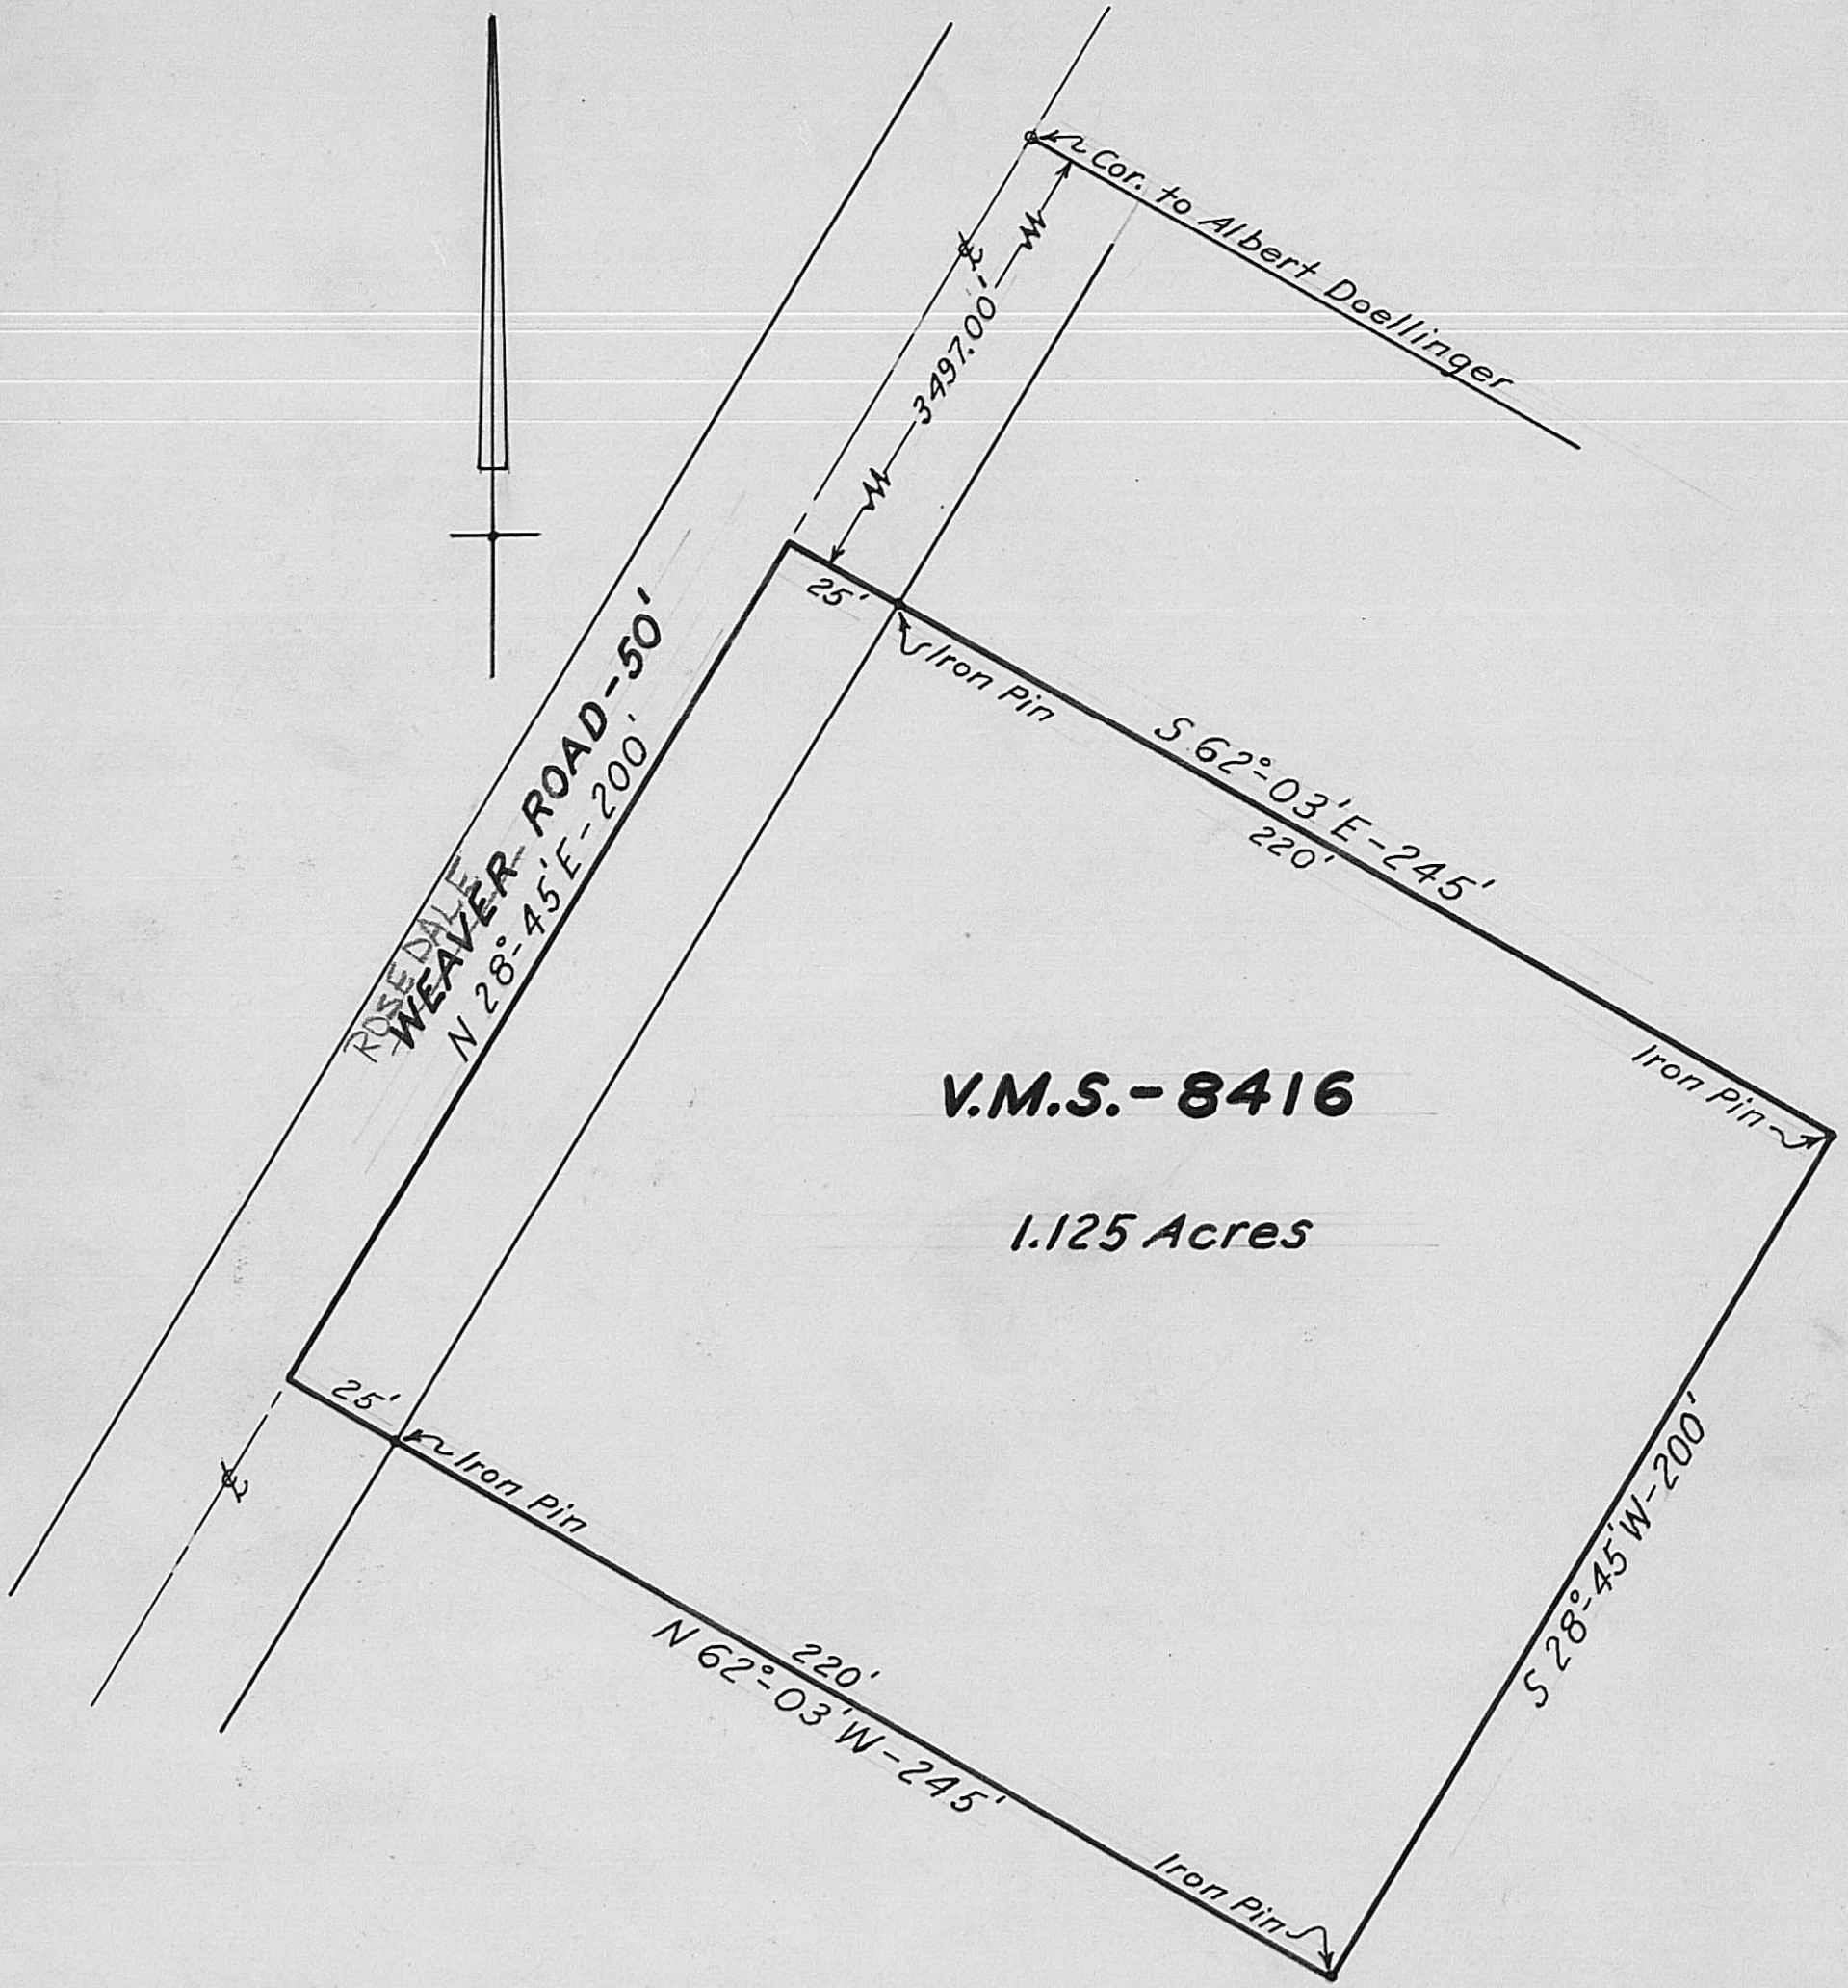 Cor. to Albert Doellinger
℄
3497.00'
25'
Iron Pin
ROSEDALE
WEAVER ROAD-50'
N 28°-45'E-200'
S 62°-03'E-245'
220'
V.M.S.-8416
1.125 Acres
Iron Pin
25'
Iron Pin
℄
S 28°-45'W-200'
220'
N 62°-03'W-245'
Iron Pin